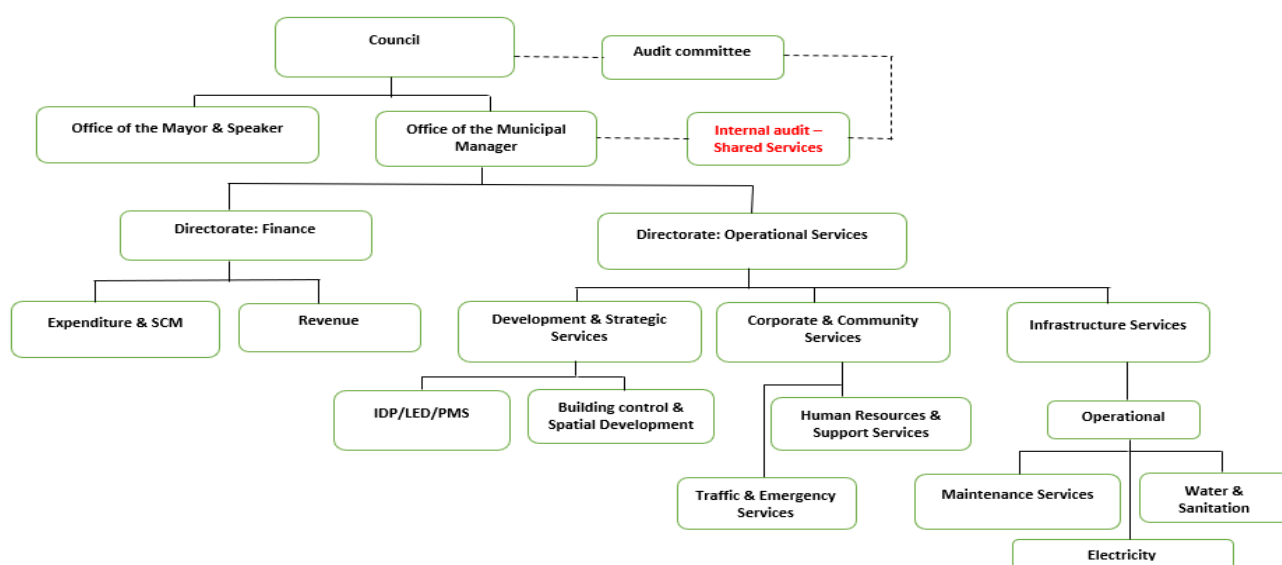 Council
Audit committee
Office of the Mayor & Speaker
Office of the Municipal
Manager
Internal audit –
Shared Services
Directorate: Finance
Directorate: Operational Services
Expenditure & SCM
Revenue
Development & Strategic
Services
Corporate & Community
Services
Infrastructure Services
IDP/LED/PMS
Building control &
Spatial Development
Human Resources &
Support Services
Operational
Traffic & Emergency
Services
Maintenance Services
Water &
Sanitation
Electricity